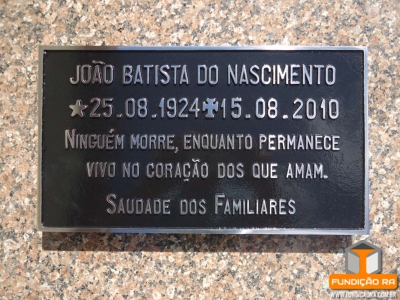 JOÃO BATISTA DO NASCIMENTO
★25.08.1924✝15.08.2010
NINGUÉM MORRE, ENQUANTO PERMANECE
VIVO NO CORAÇÃO DOS QUE AMAM.
SAUDADE DOS FAMILIARES
FUNDIÇÃO RA